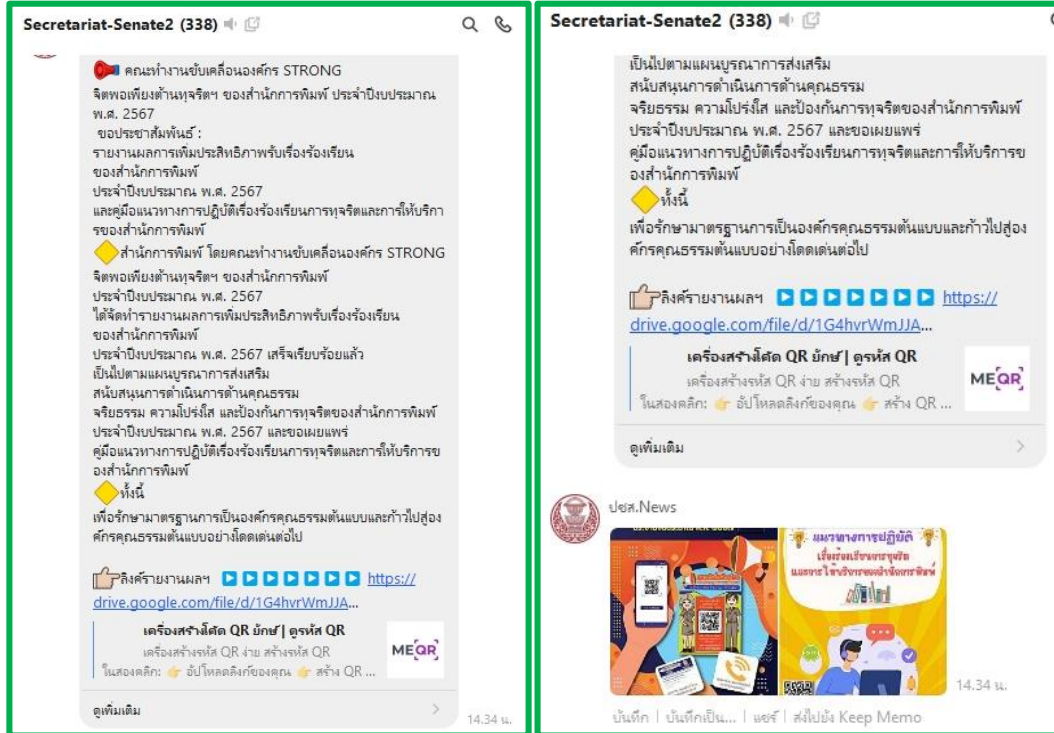 Secretariat-Senate2 (338)
คณะทำงานขับเคลื่อนองค์กร STRONG
จิตพอเพียงต้านทุจริตฯ ของสำนักการพิมพ์ ประจำปีงบประมาณ
พ.ศ. 2567
ขอประชาสัมพันธ์ :
รายงานผลการเพิ่มประสิทธิภาพรับเรื่องร้องเรียน
ของสำนักการพิมพ์
ประจำปีงบประมาณ พ.ศ. 2567
และคู่มือแนวทางการปฏิบัติเรื่องร้องเรียนการทุจริตและการให้บริกา
รของสำนักการพิมพ์
สำนักการพิมพ์ โดยคณะทำงานขับเคลื่อนองค์กร STRONG
จิตพอเพียงต้านทุจริตฯ ของสำนักการพิมพ์
ประจำปีงบประมาณ พ.ศ. 2567
ได้จัดทำรายงานผลการเพิ่มประสิทธิภาพรับเรื่องร้องเรียน
ของสำนักการพิมพ์
ประจำปีงบประมาณ พ.ศ. 2567 เสร็จเรียบร้อยแล้ว
เป็นไปตามแผนบูรณาการส่งเสริม
สนับสนุนการดำเนินการด้านคุณธรรม
จริยธรรม ความโปร่งใส และป้องกันการทุจริตของสำนักการพิมพ์
ประจำปีงบประมาณ พ.ศ. 2567 และขอเผยแพร่
คู่มือแนวทางการปฏิบัติเรื่องร้องเรียนการทุจริตและการให้บริการข
องสำนักการพิมพ์
ทั้งนี้
เพื่อรักษามาตรฐานการเป็นองค์กรคุณธรรมต้นแบบและก้าวไปสู่อง
ค์กรคุณธรรมต้นแบบอย่างโดดเด่นต่อไป
ลิงค์รายงานผลฯ https://
drive.google.com/file/d/1G4hvrWmJJA...
เครื่องสร้างโค้ด QR ยักษ์ | ดูรหัส QR
เครื่องสร้างรหัส QR ง่าย สร้างรหัส QR
ในสองคลิก: อัปโหลดลิงก์ของคุณ สร้าง QR ...
MEQR
ดูเพิ่มเติม
14.34 น.
Secretariat-Senate2 (338)
เป็นไปตามแผนบูรณาการส่งเสริม
สนับสนุนการดำเนินการด้านคุณธรรม
จริยธรรม ความโปร่งใส และป้องกันการทุจริตของสำนักการพิมพ์
ประจำปีงบประมาณ พ.ศ. 2567 และขอเผยแพร่
คู่มือแนวทางการปฏิบัติเรื่องร้องเรียนการทุจริตและการให้บริการข
องสำนักการพิมพ์
ทั้งนี้
เพื่อรักษามาตรฐานการเป็นองค์กรคุณธรรมต้นแบบและก้าวไปสู่อง
ค์กรคุณธรรมต้นแบบอย่างโดดเด่นต่อไป
ลิงค์รายงานผลฯ https://
drive.google.com/file/d/1G4hvrWmJJA...
เครื่องสร้างโค้ด QR ยักษ์ | ดูรหัส QR
เครื่องสร้างรหัส QR ง่าย สร้างรหัส QR
ในสองคลิก: อัปโหลดลิงก์ของคุณ สร้าง QR ...
MEQR
ดูเพิ่มเติม
ปชส.News
แนวทางการปฏิบัติ
เรื่องร้องเรียนการทุจริต
และการให้บริการของสำนักการพิมพ์
14.34 น.
บันทึก | บันทึกเป็น... | แชร์ | ส่งไปยัง Keep Memo